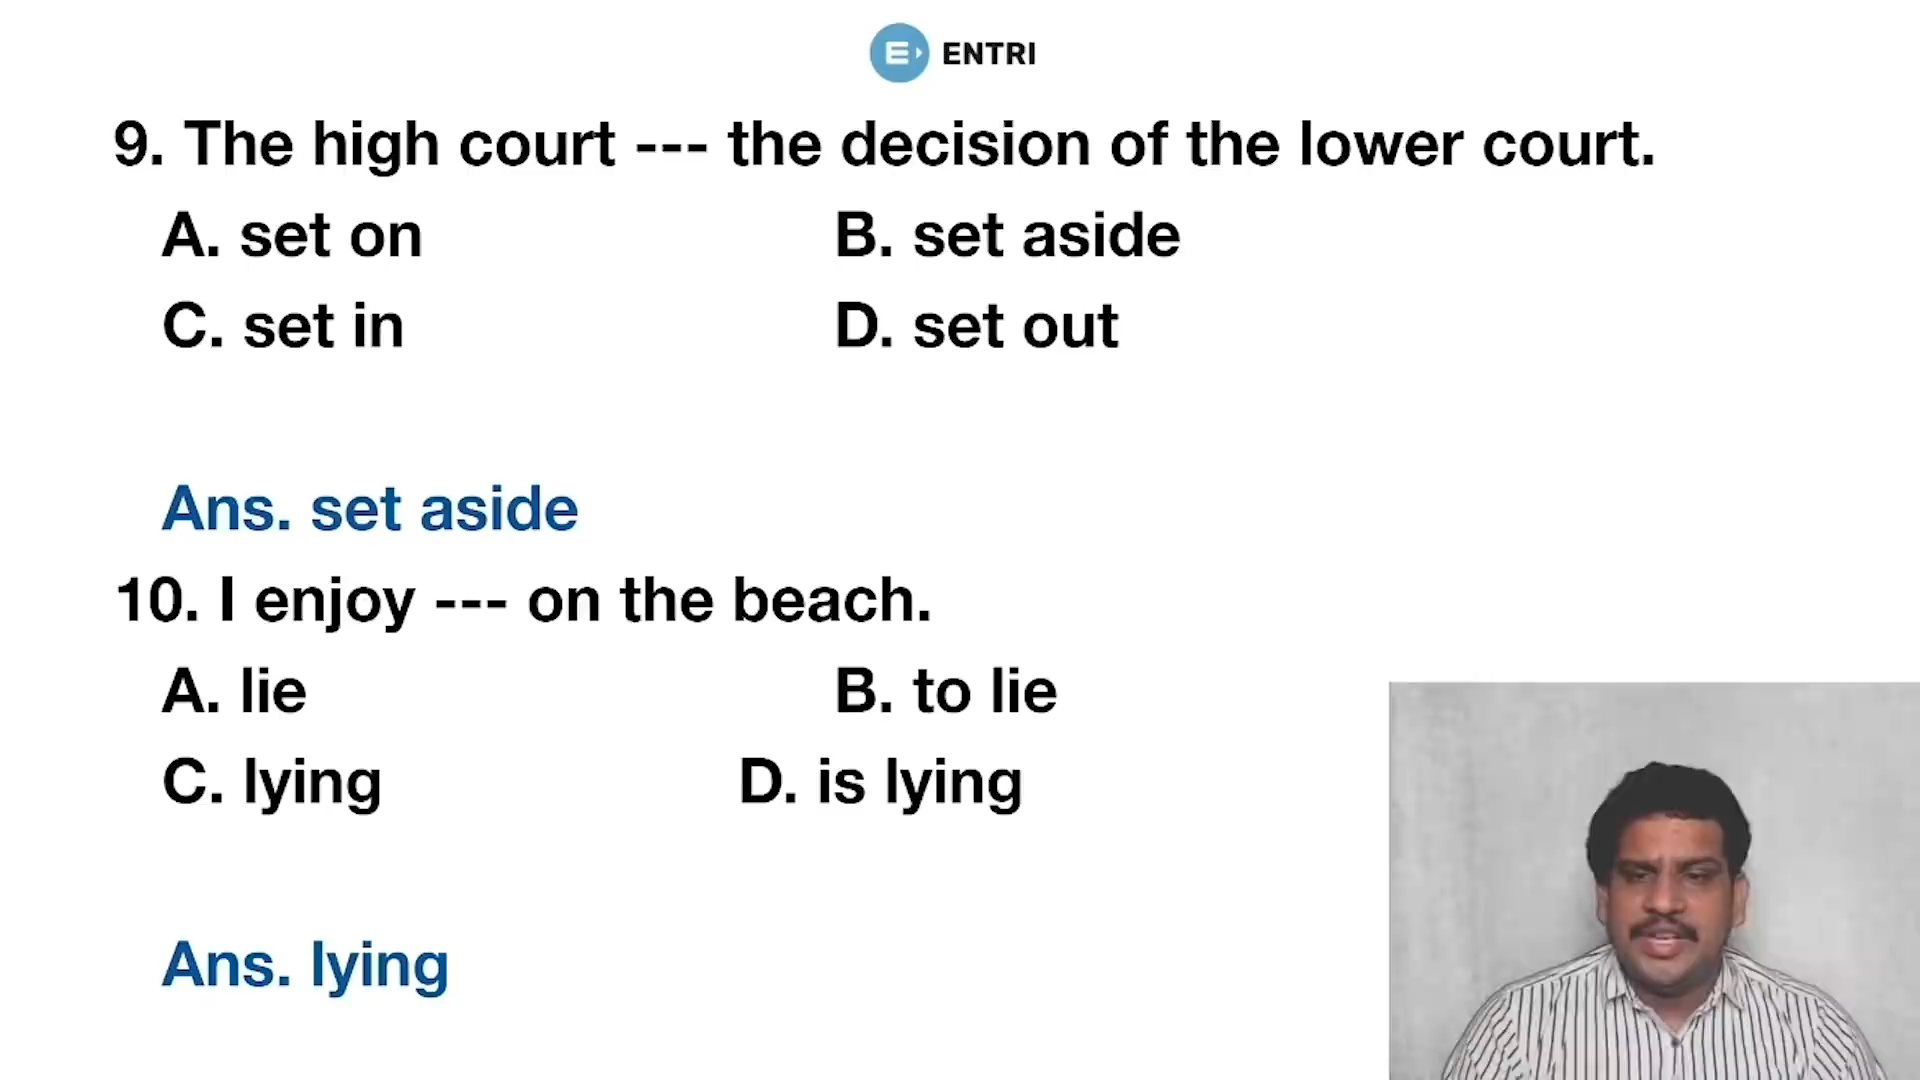 ENTRI
9. The high court --- the decision of the lower court.
A. set on B. set aside
C. set in D. set out
Ans. set aside
10. I enjoy --- on the beach.
A. lie B. to lie
C. lying D. is lying
Ans. lying